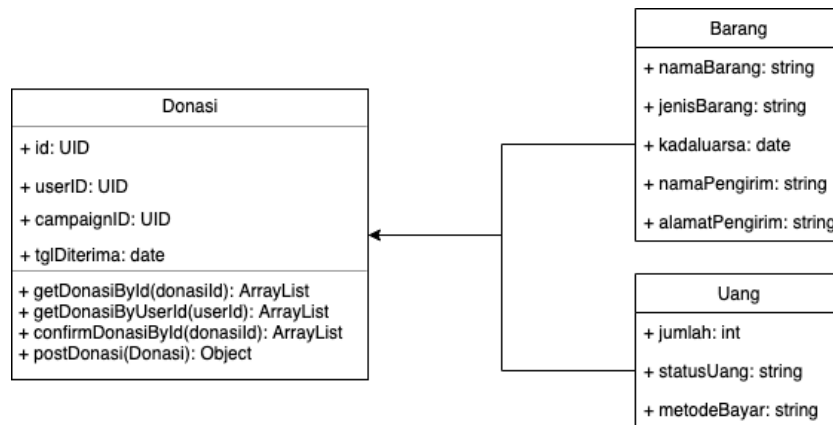 Donasi
+ id: UID
+ userID: UID
+ campaignID: UID
+ tglDiterima: date
+ getDonasiById(donasiId): ArrayList
+ getDonasiByUserId(userId): ArrayList
+ confirmDonasiById(donasiId): ArrayList
+ postDonasi(Donasi): Object
Barang
+ namaBarang: string
+ jenisBarang: string
+ kadaluarsa: date
+ namaPengirim: string
+ alamatPengirim: string
Uang
+ jumlah: int
+ statusUang: string
+ metodeBayar: string